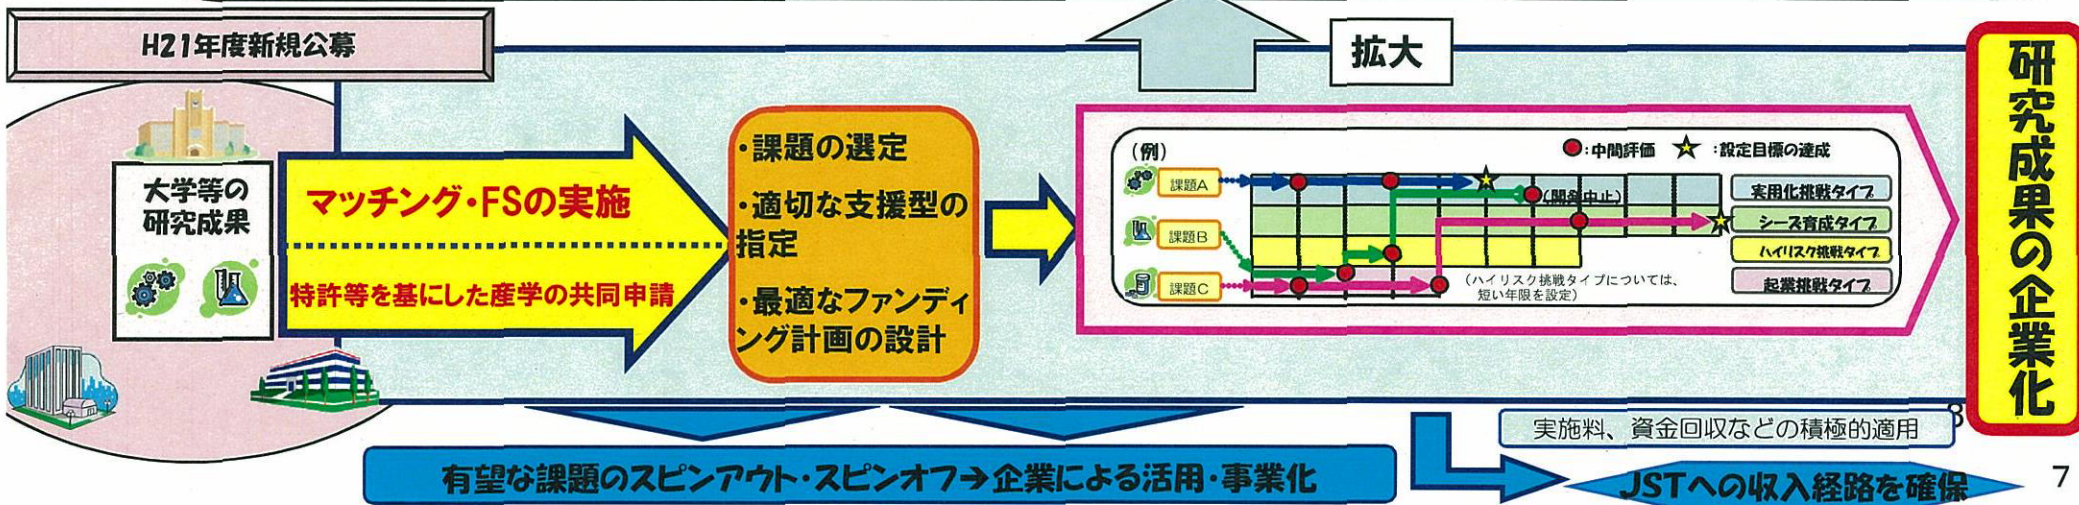 H21年度新規公募
拡大
大学等の
研究成果
マッチング・FSの実施
特許等を基にした産学の共同申請
・課題の選定
・適切な支援型の
指定
・最適なファンディ
ング計画の設計
(例)
:中間評価
:設定目標の達成
課題A
課題B
課題C
(開発中止)
実用化挑戦タイプ
シーズ育成タイプ
ハイリスク挑戦タイプ
起業挑戦タイプ
(ハイリスク挑戦タイプについては、
短い年限を設定)
研究成果の企業化
有望な課題のスピンアウト・スピンオフ→企業による活用・事業化
実施料、資金回収などの積極的適用
8
JSTへの収入経路を確保
7